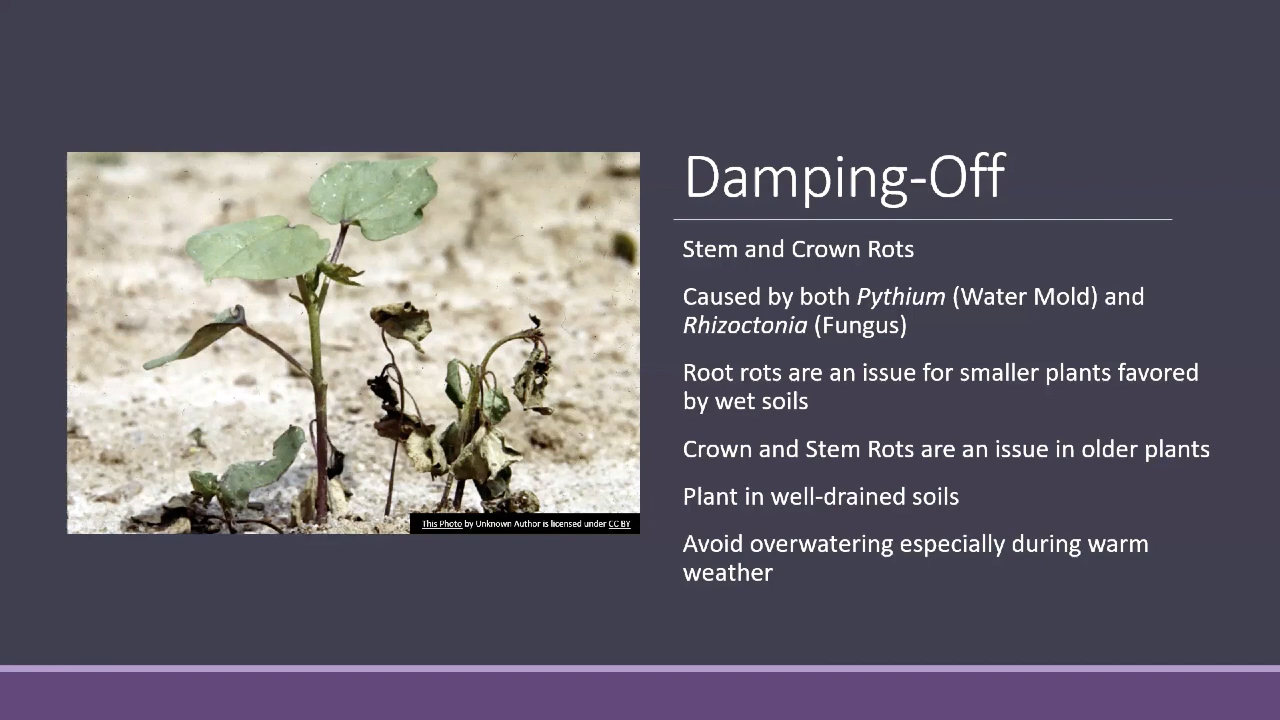 Damping-Off
Stem and Crown Rots
Caused by both Pythium (Water Mold) and
Rhizoctonia (Fungus)
Root rots are an issue for smaller plants favored
by wet soils
Crown and Stem Rots are an issue in older plants
Plant in well-drained soils
Avoid overwatering especially during warm
weather
This Photo by Unknown Author is licensed under CC BY